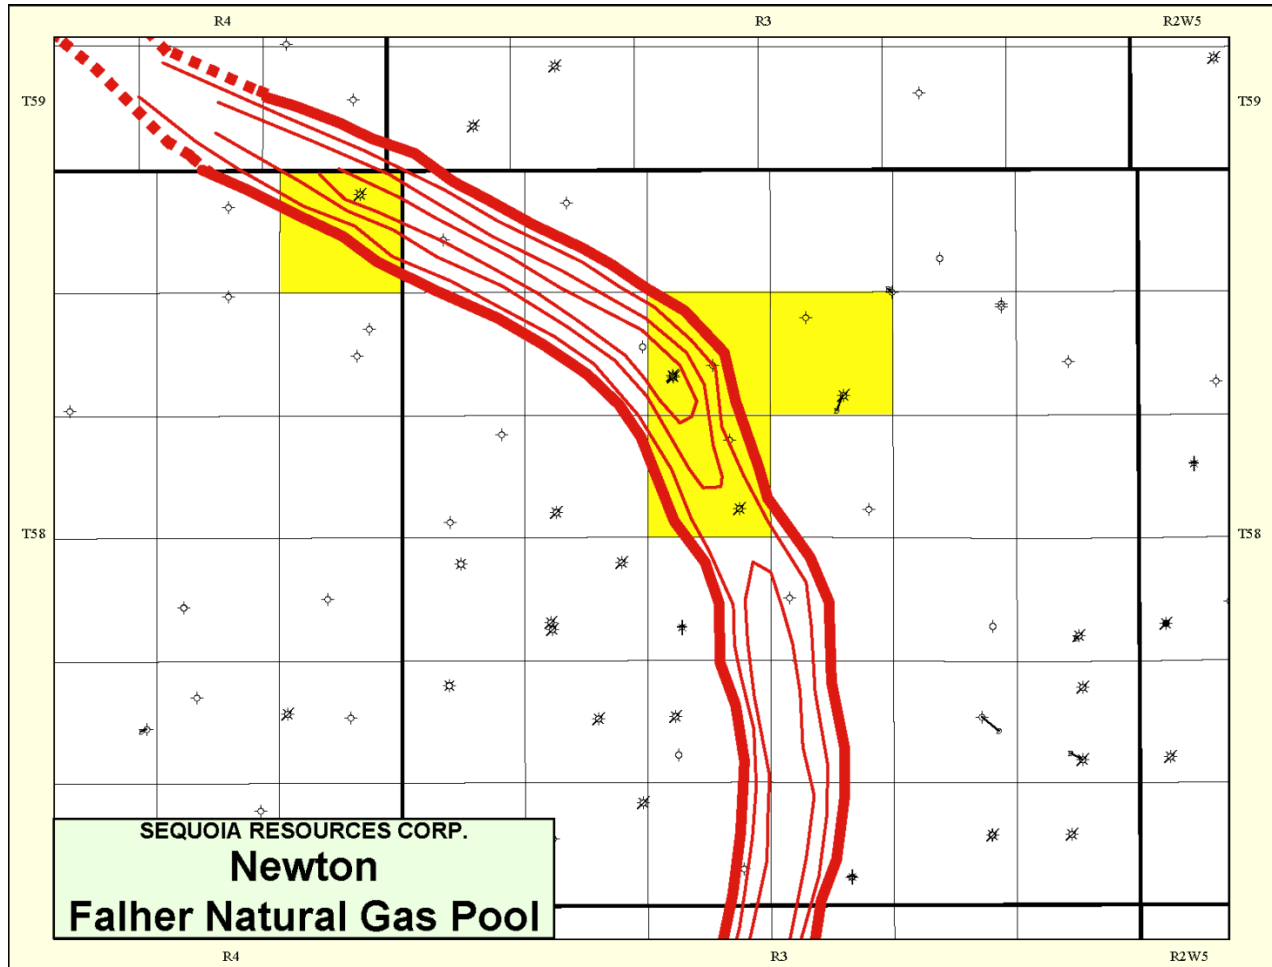 R4 R3 R2W5
T59 T59
T58 T58
SEQUOIA RESOURCES CORP.
Newton
Falher Natural Gas Pool
R4 R3 R2W5